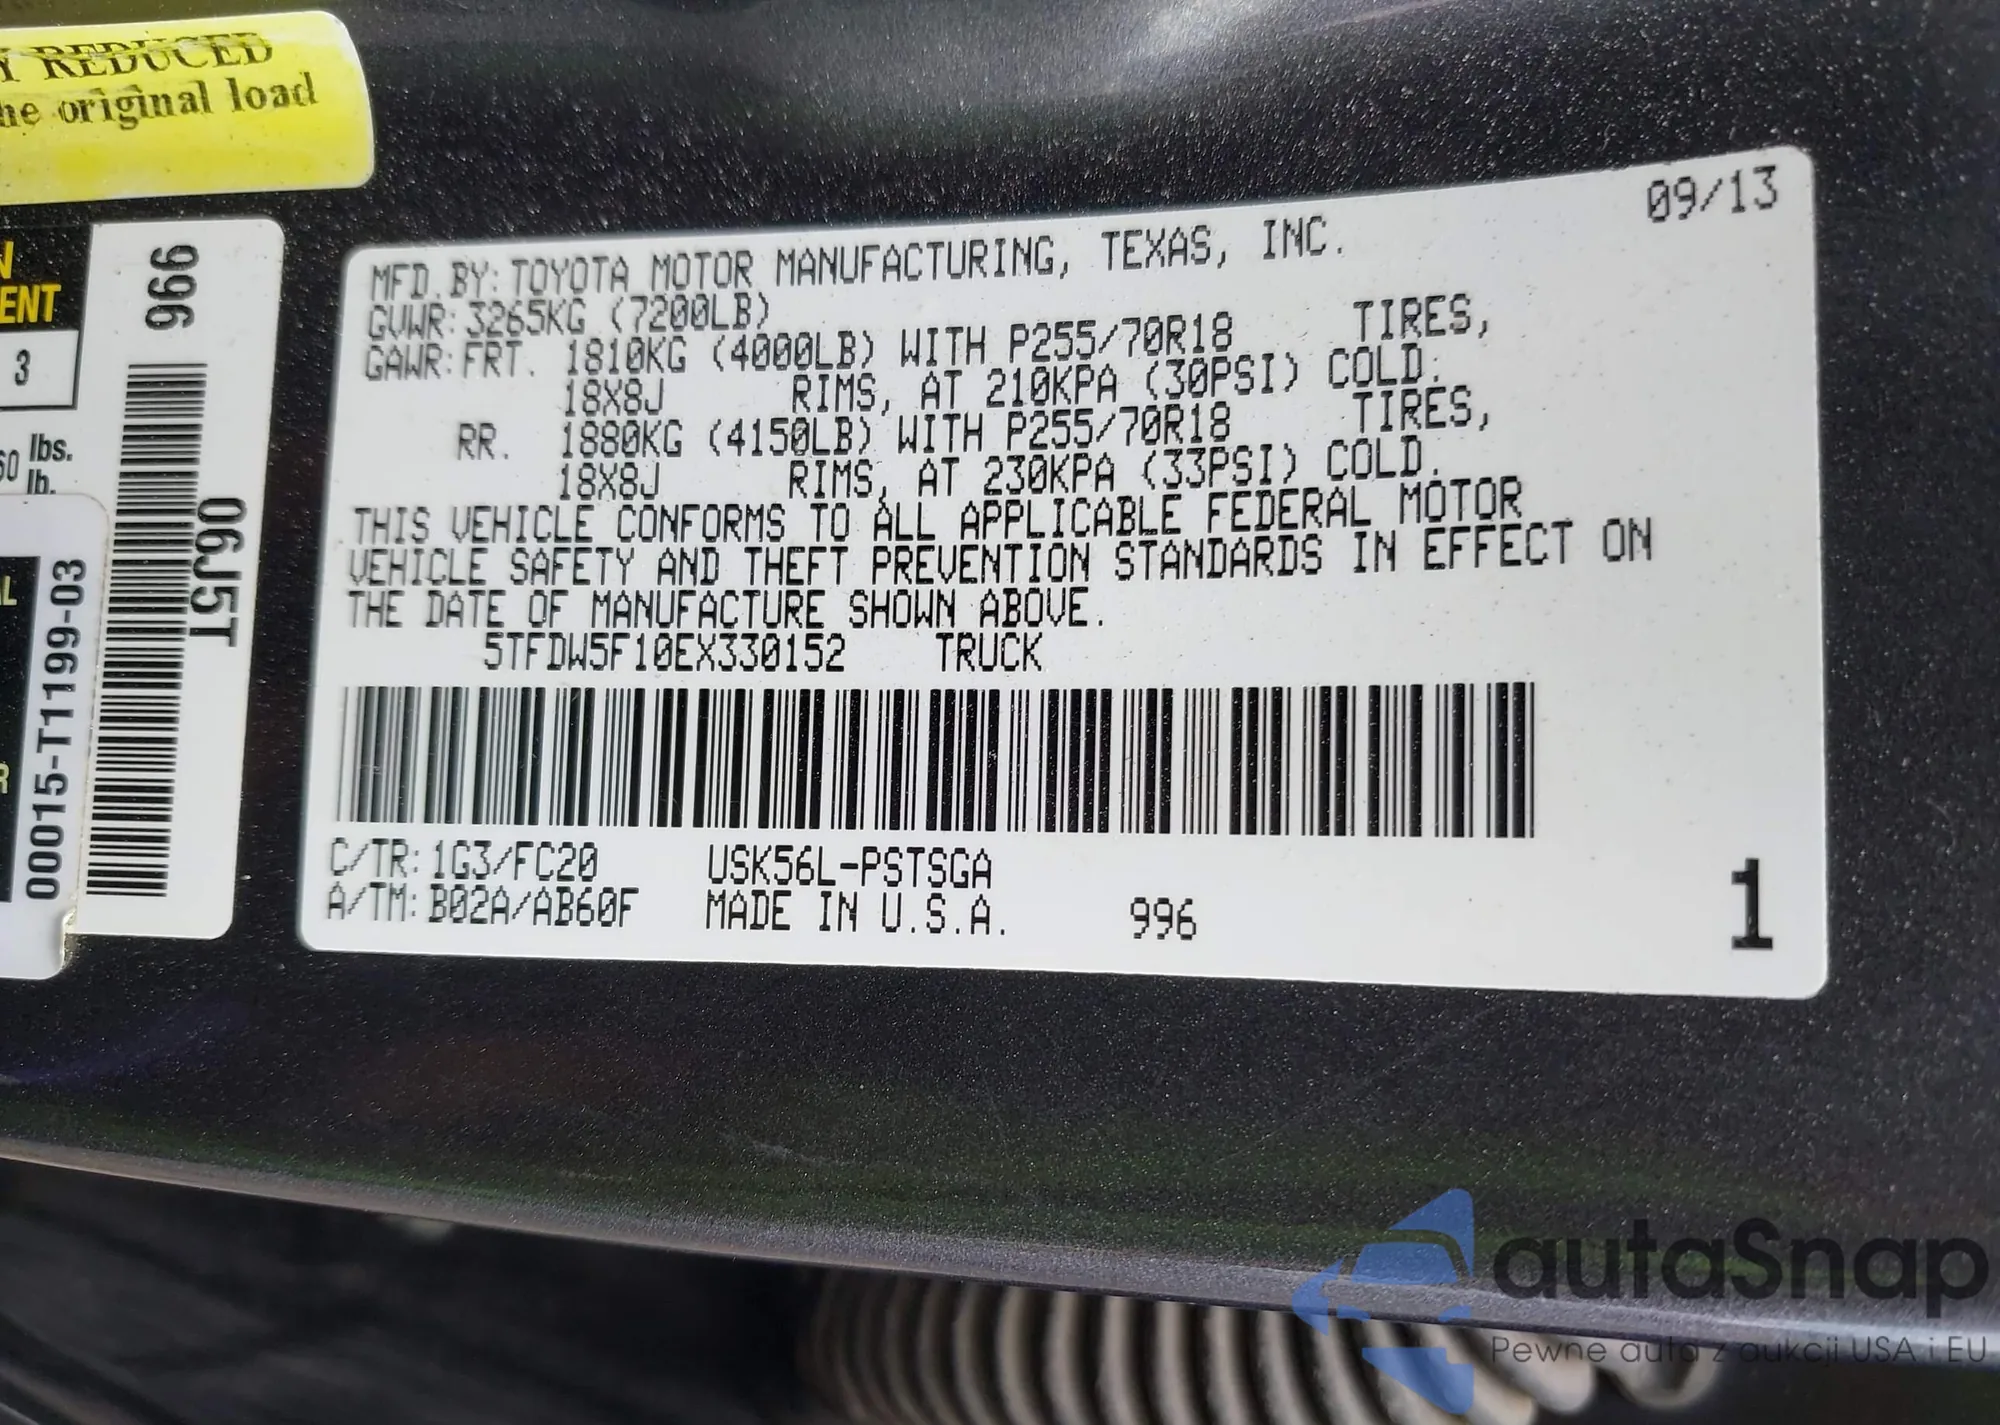 Y REDUCED
he original load
N
ENT
3
60 lbs.
lb.
L
R
00015-T1199-03
996
06J5T
09/13
MFD. BY: TOYOTA MOTOR MANUFACTURING, TEXAS, INC.
GVWR: 3265KG (7200LB)
GAWR: FRT. 1810KG (4000LB) WITH P255/70R18 TIRES,
18X8J RIMS, AT 210KPA (30PSI) COLD.
RR. 1880KG (4150LB) WITH P255/70R18 TIRES,
18X8J RIMS, AT 230KPA (33PSI) COLD.
THIS VEHICLE CONFORMS TO ALL APPLICABLE FEDERAL MOTOR
VEHICLE SAFETY AND THEFT PREVENTION STANDARDS IN EFFECT ON
THE DATE OF MANUFACTURE SHOWN ABOVE.
5TFDW5F10EX330152 TRUCK
C/TR: 1G3/FC20 USK56L-PSTSGA
A/TM: B02A/AB60F MADE IN U.S.A. 996
1
autaSnap
Pewne auta z aukcji USA i EU